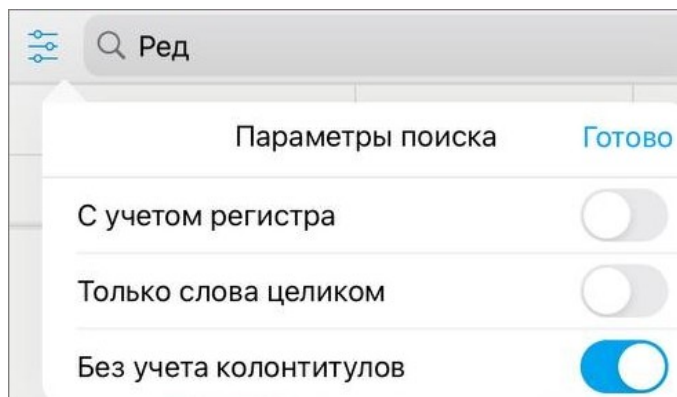 Ред
Параметры поиска Готово
С учетом регистра
Только слова целиком
Без учета колонтитулов